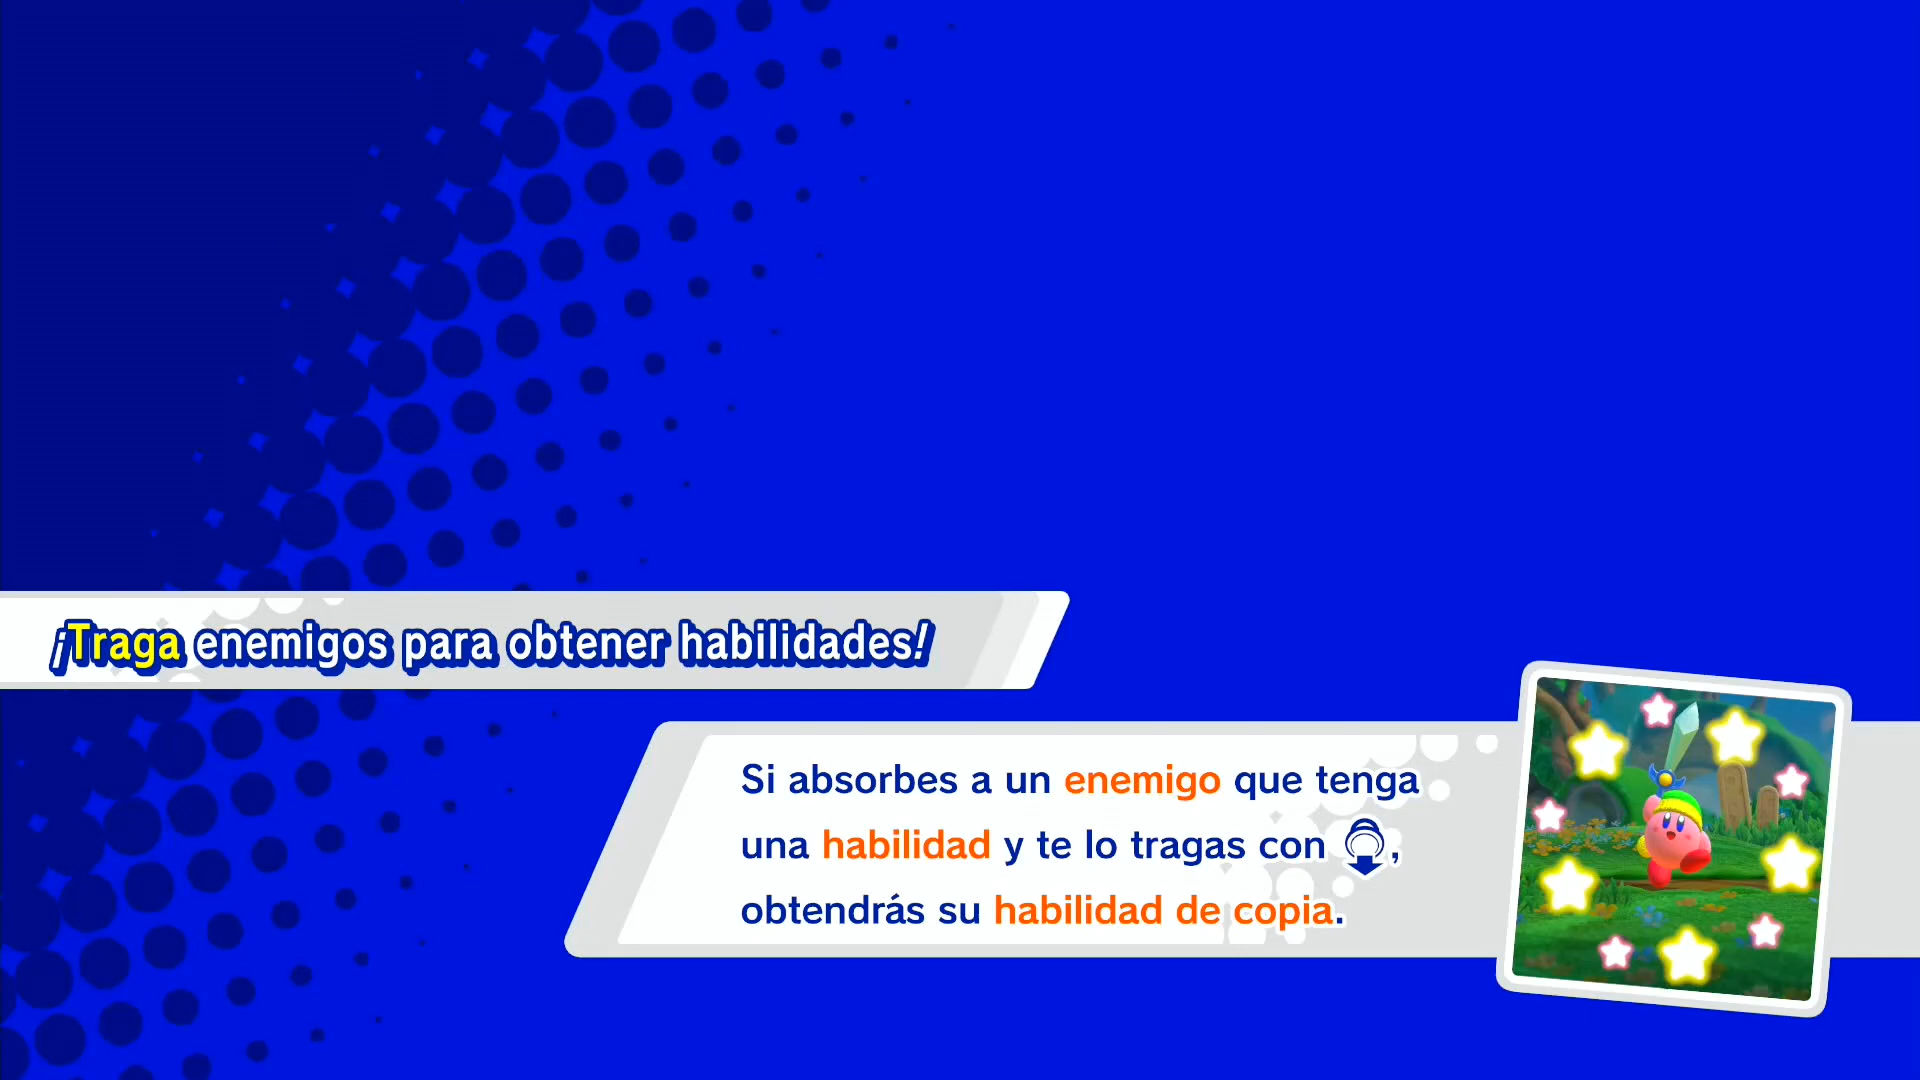 ¡Traga enemigos para obtener habilidades!
Si absorbes a un enemigo que tenga
una habilidad y te lo tragas con ,
obtendrás su habilidad de copia.